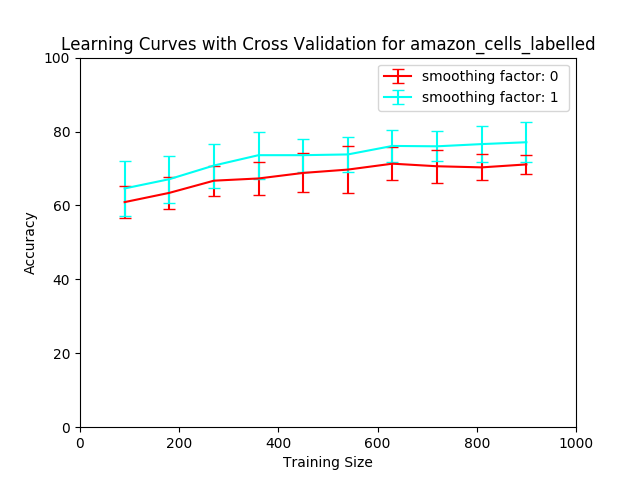 Learning Curves with Cross Validation for amazon_cells_labelled
smoothing factor: 0
smoothing factor: 1
100
80
60
40
20
0
Accuracy
0 200 400 600 800 1000
Training Size